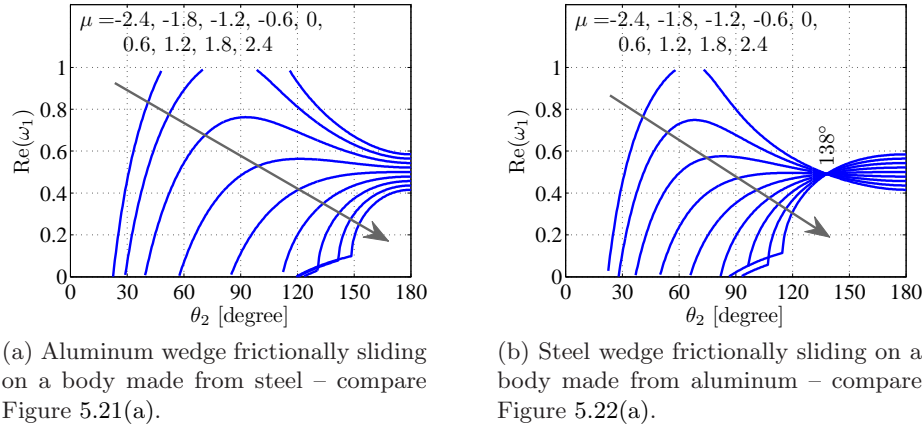 μ =-2.4, -1.8, -1.2, -0.6, 0,
0.6, 1.2, 1.8, 2.4
1
0.8
0.6
0.4
0.2
0
Re(ω₁)
0 30 60 90 120 150 180
θ₂ [degree]
(a) Aluminum wedge frictionally sliding
on a body made from steel – compare
Figure 5.21(a).
μ =-2.4, -1.8, -1.2, -0.6, 0,
0.6, 1.2, 1.8, 2.4
138°
1
0.8
0.6
0.4
0.2
0
Re(ω₁)
0 30 60 90 120 150 180
θ₂ [degree]
(b) Steel wedge frictionally sliding on a
body made from aluminum – compare
Figure 5.22(a).